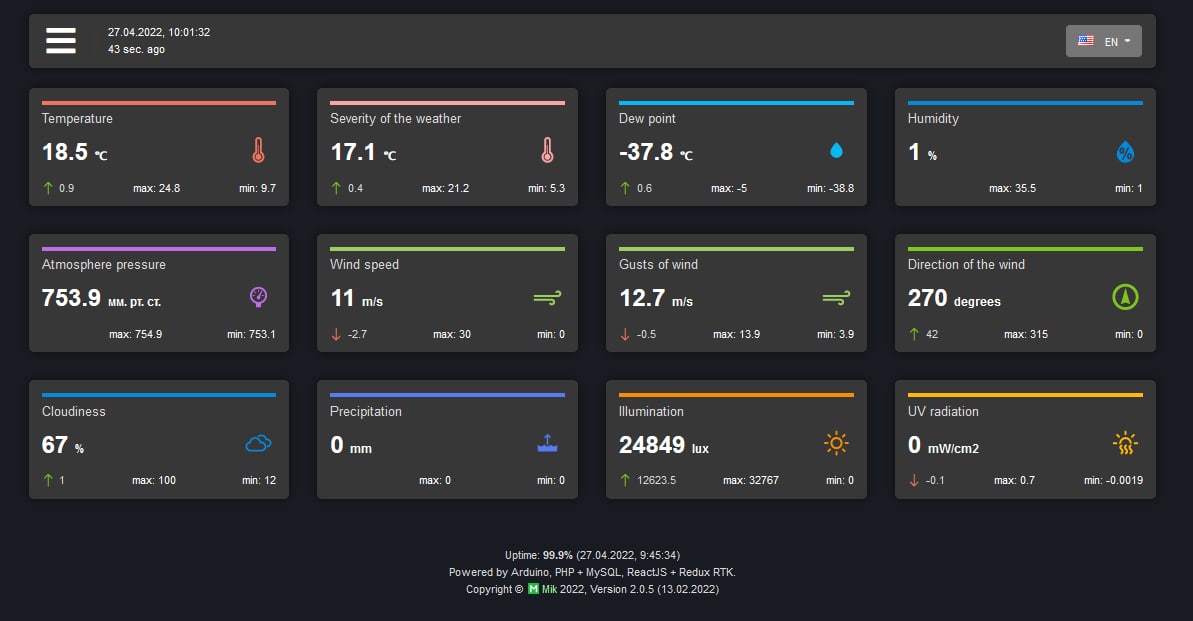 27.04.2022, 10:01:32
43 sec. ago
EN
Temperature
18.5 °C
0.9 max: 24.8 min: 9.7
Severity of the weather
17.1 °C
0.4 max: 21.2 min: 5.3
Dew point
-37.8 °C
0.6 max: -5 min: -38.8
Humidity
1 %
max: 35.5 min: 1
Atmosphere pressure
753.9 мм. рт. ст.
max: 754.9 min: 753.1
Wind speed
11 m/s
-2.7 max: 30 min: 0
Gusts of wind
12.7 m/s
-0.5 max: 13.9 min: 3.9
Direction of the wind
270 degrees
42 max: 315 min: 0
Cloudiness
67 %
1 max: 100 min: 12
Precipitation
0 mm
max: 0 min: 0
Illumination
24849 lux
12623.5 max: 32767 min: 0
UV radiation
0 mW/cm2
-0.1 max: 0.7 min: -0.0019
Uptime: 99.9% (27.04.2022, 9:45:34)
Powered by Arduino, PHP + MySQL, ReactJS + Redux RTK.
Copyright © M Mik 2022, Version 2.0.5 (13.02.2022)